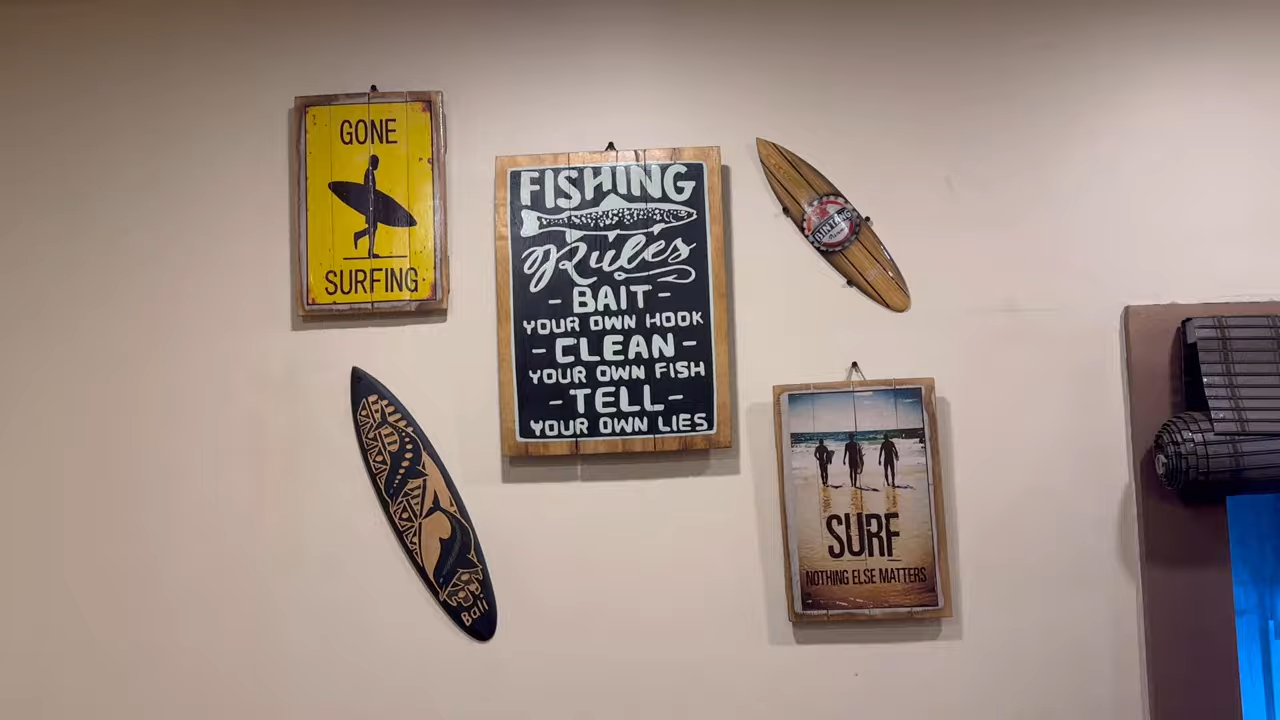 GONE
SURFING
FISHING
Rules
- BAIT -
YOUR OWN HOOK
- CLEAN -
YOUR OWN FISH
- TELL -
YOUR OWN LIES
BINTANG
Bali
SURF
NOTHING ELSE MATTERS